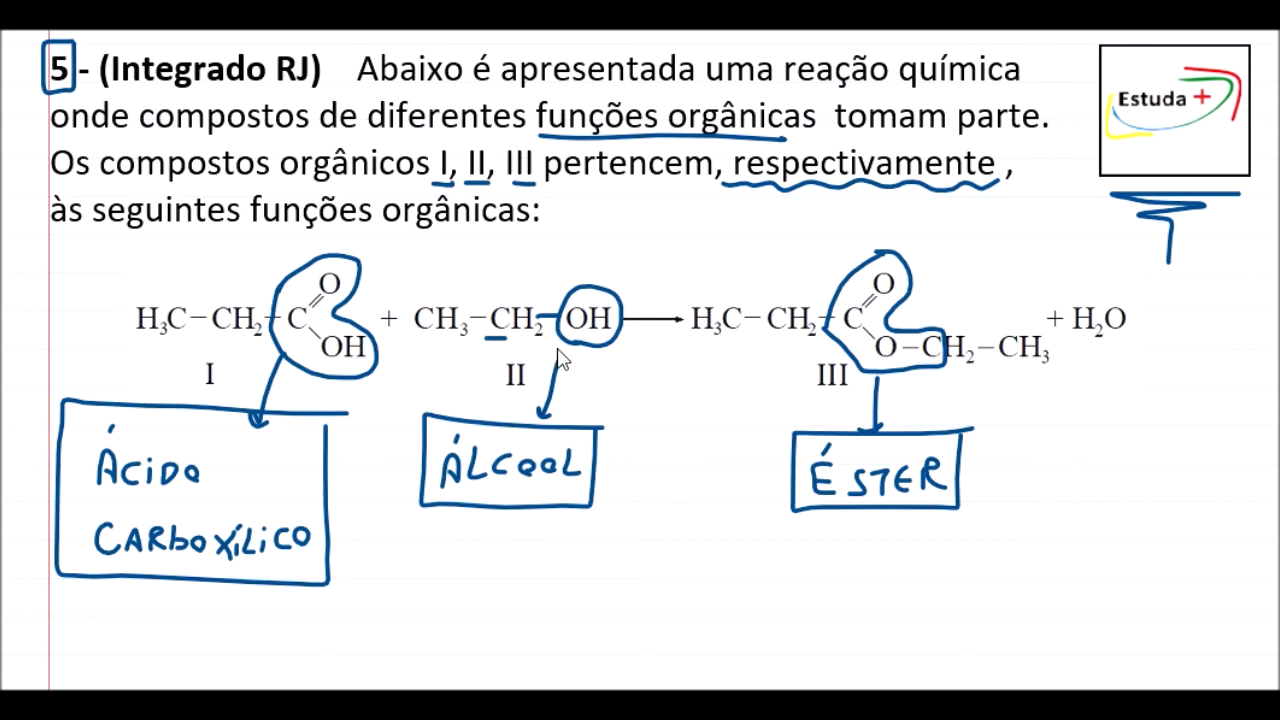 5 - (Integrado RJ) Abaixo é apresentada uma reação química
onde compostos de diferentes funções orgânicas tomam parte.
Os compostos orgânicos I, II, III pertencem, respectivamente ,
às seguintes funções orgânicas:
Estuda +
O O
H₃C−CH₂−C + CH₃−CH₂−OH → H₃C−CH₂−C + H₂O
OH O−CH₂−CH₃
I II III
ÁCIDO ÁLCOOL ÉSTER
CARBOXÍLICO